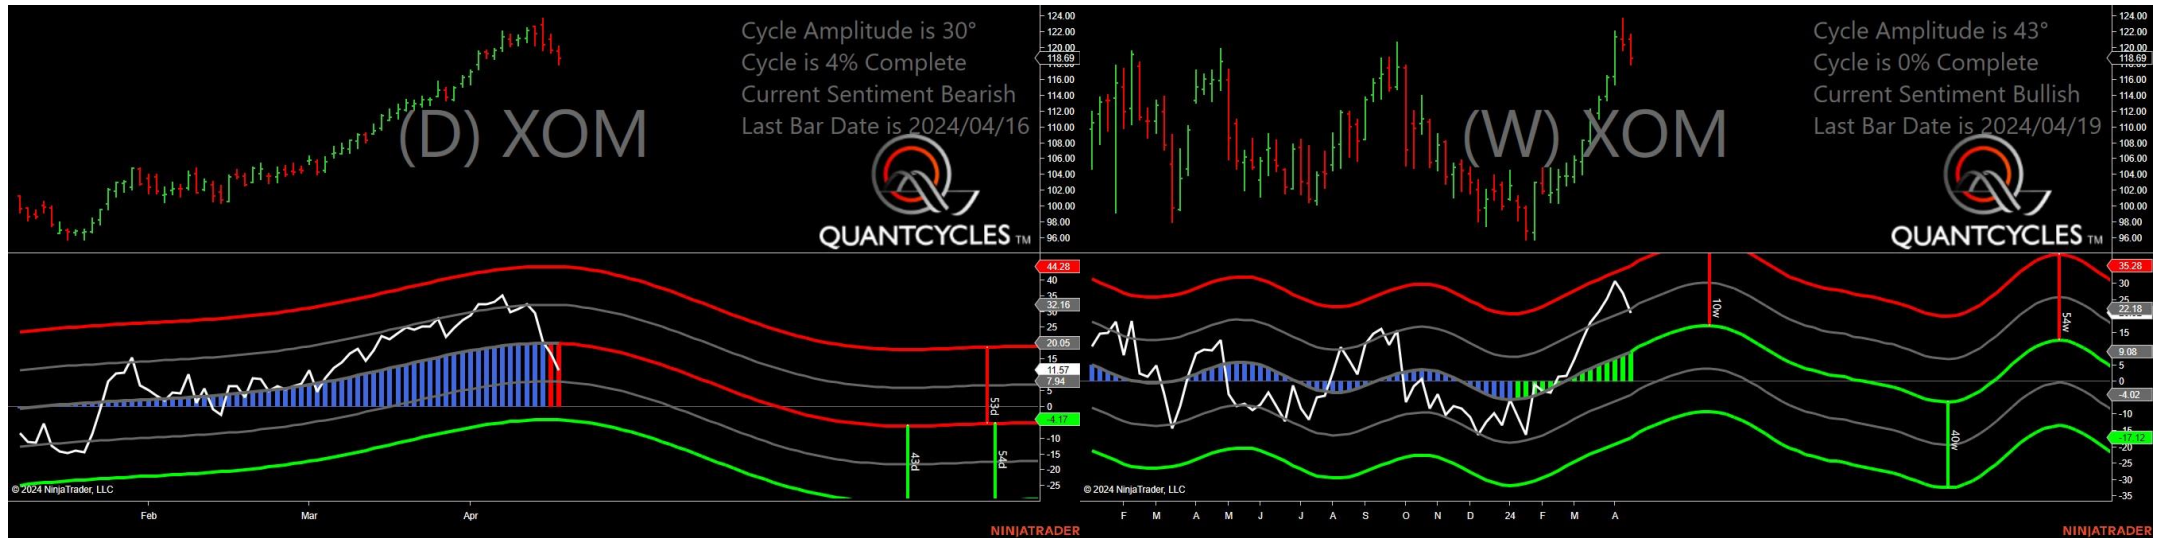 Cycle Amplitude is 30°
Cycle is 4% Complete
Current Sentiment Bearish
Last Bar Date is 2024/04/16
(D) XOM
QUANTCYCLES TM
124.00
122.00
120.00
118.69
116.00
114.00
112.00
110.00
108.00
106.00
104.00
102.00
100.00
98.00
96.00
44.28
40
35
32.16
30
25
20.05
15
11.57
7.94
5
0
-4.17
-10
-15
-20
-25
43d
53d
54d
© 2024 NinjaTrader, LLC
Feb Mar Apr
NINJATRADER
Cycle Amplitude is 43°
Cycle is 0% Complete
Current Sentiment Bullish
Last Bar Date is 2024/04/19
(W) XOM
QUANTCYCLES TM
124.00
122.00
120.00
118.69
116.00
114.00
112.00
110.00
108.00
106.00
104.00
102.00
100.00
98.00
96.00
35.28
30
22.18
15
9.08
5
0
-4.02
-10
-17.12
-20
-25
-30
-35
10w
40w
54w
© 2024 NinjaTrader, LLC
F M A M J J A S O N D 24 F M A
NINJATRADER